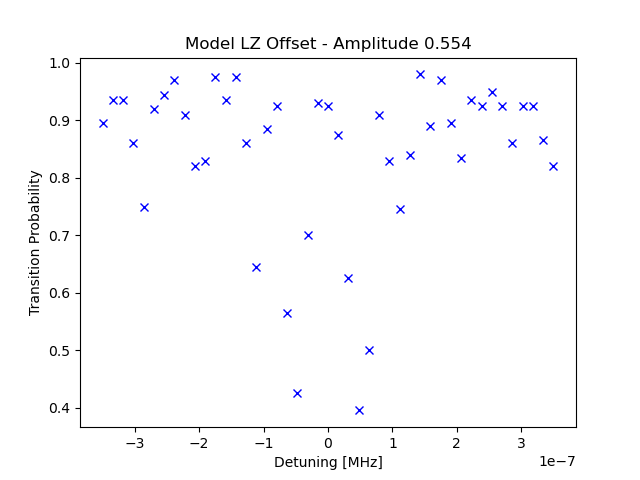 Model LZ Offset - Amplitude 0.554
Transition Probability
1.0
0.9
0.8
0.7
0.6
0.5
0.4
−3 −2 −1 0 1 2 3
1e−7
Detuning [MHz]